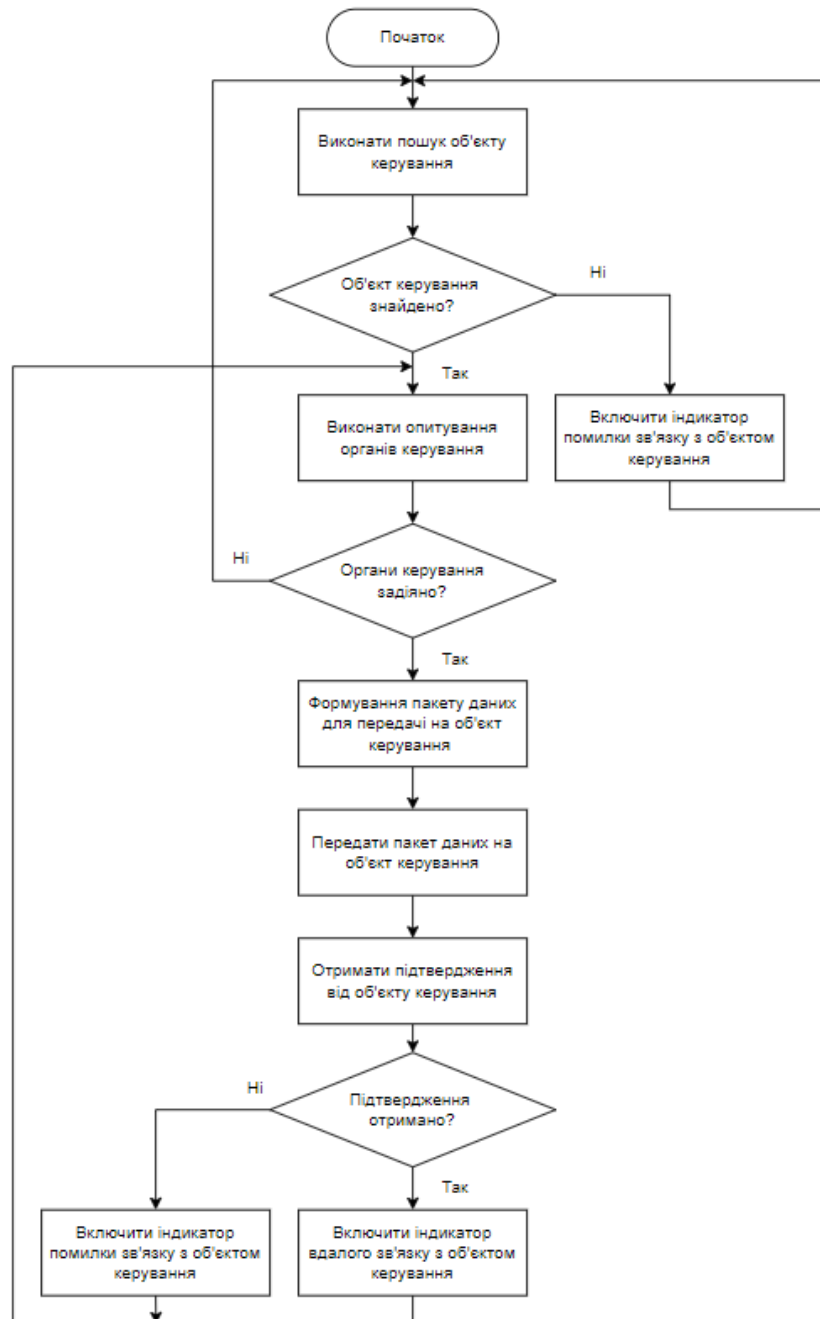 Початок
Виконати пошук об'єкту
керування
Об'єкт керування
знайдено?
Ні
Так
Виконати опитування
органів керування
Включити індикатор
помилки зв'язку з об'єктом
керування
Ні
Органи керування
задіяно?
Так
Формування пакету даних
для передачі на об'єкт
керування
Передати пакет даних на
об'єкт керування
Отримати підтвердження
від об'єкту керування
Ні
Підтвердження
отримано?
Так
Включити індикатор
помилки зв'язку з об'єктом
керування
Включити індикатор
вдалого зв'язку з об'єктом
керування